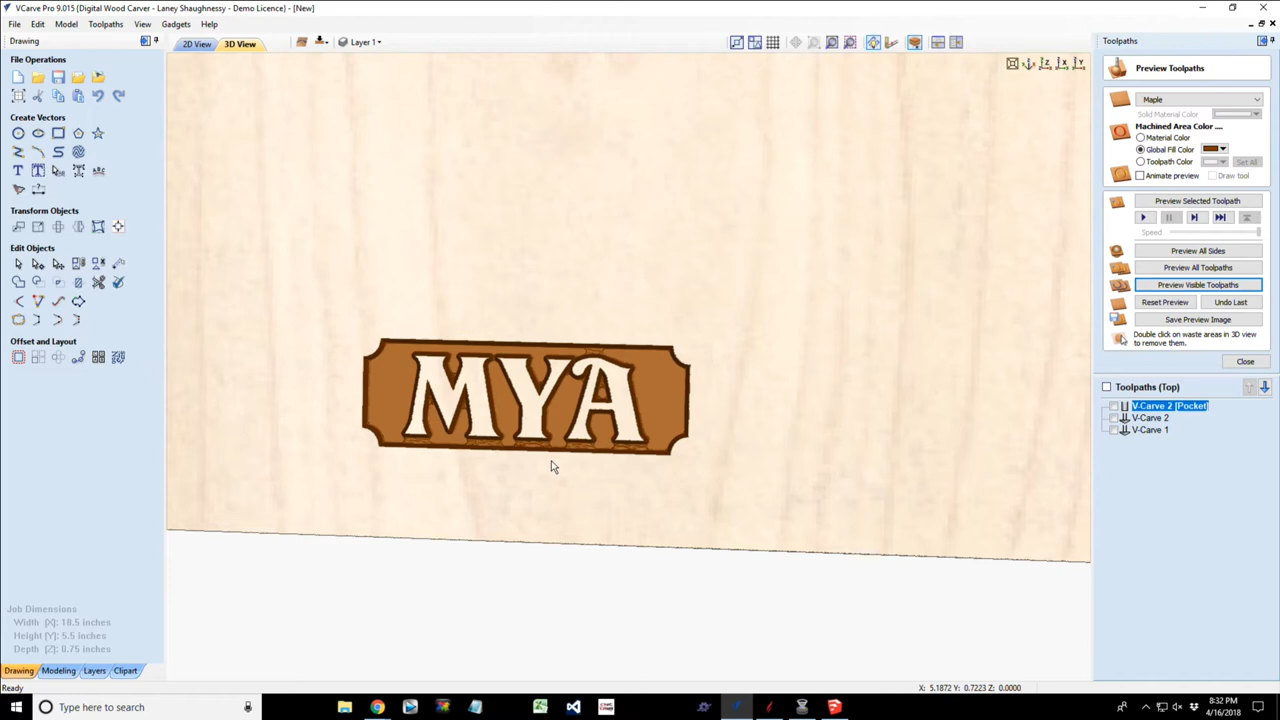 VCarve Pro 9.015 {Digital Wood Carver - Laney Shaughnessy - Demo Licence} - [New]
File Edit Model Toolpaths View Gadgets Help
Drawing
File Operations
Create Vectors
Transform Objects
Edit Objects
Offset and Layout
Job Dimensions
Width (X): 10.5 inches
Height (Y): 5.5 inches
Depth (Z): 0.75 inches
Drawing Modeling Layers Clipart
Ready
2D View 3D View Layer 1
MYA
X: 5.1872 Y: 0.7223 Z: 0.0000
Toolpaths
Preview Toolpaths
Maple
Solid Material Color
Machined Area Color ....
Material Color
Global Fill Color
Toolpath Color Set All
Animate preview Draw tool
Preview Selected Toolpath
Speed
Preview All Sides
Preview All Toolpaths
Preview Visible Toolpaths
Reset Preview Undo Last
Save Preview Image
Double click on waste areas in 3D view
to remove them.
Close
Toolpaths (Top)
V-Carve 2 [Pocket]
V-Carve 2
V-Carve 1
Type here to search
8:32 PM
4/16/2018